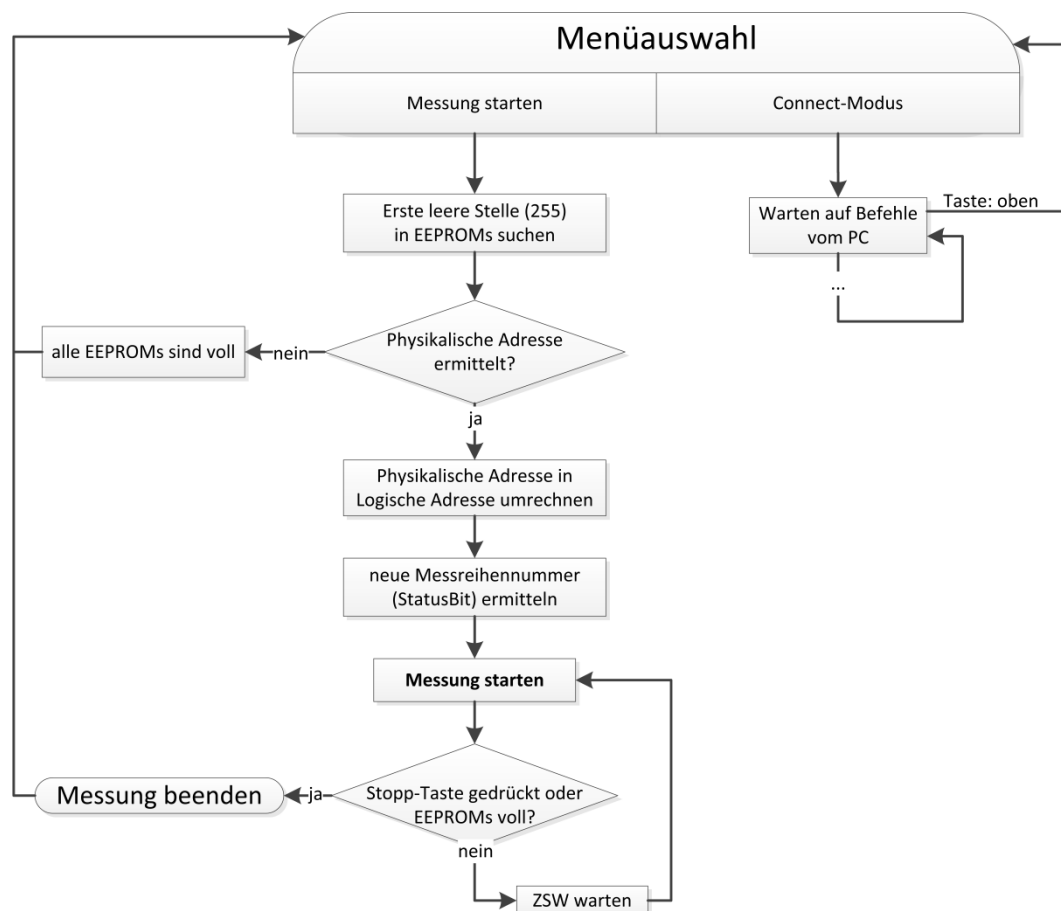 Menüauswahl
Messung starten
Connect-Modus
Erste leere Stelle (255)
in EEPROMs suchen
Warten auf Befehle
vom PC
Taste: oben
...
Physikalische Adresse
ermittelt?
nein
alle EEPROMs sind voll
ja
Physikalische Adresse in
Logische Adresse umrechnen
neue Messreihennummer
(StatusBit) ermitteln
Messung starten
Stopp-Taste gedrückt oder
EEPROMs voll?
ja
Messung beenden
nein
ZSW warten